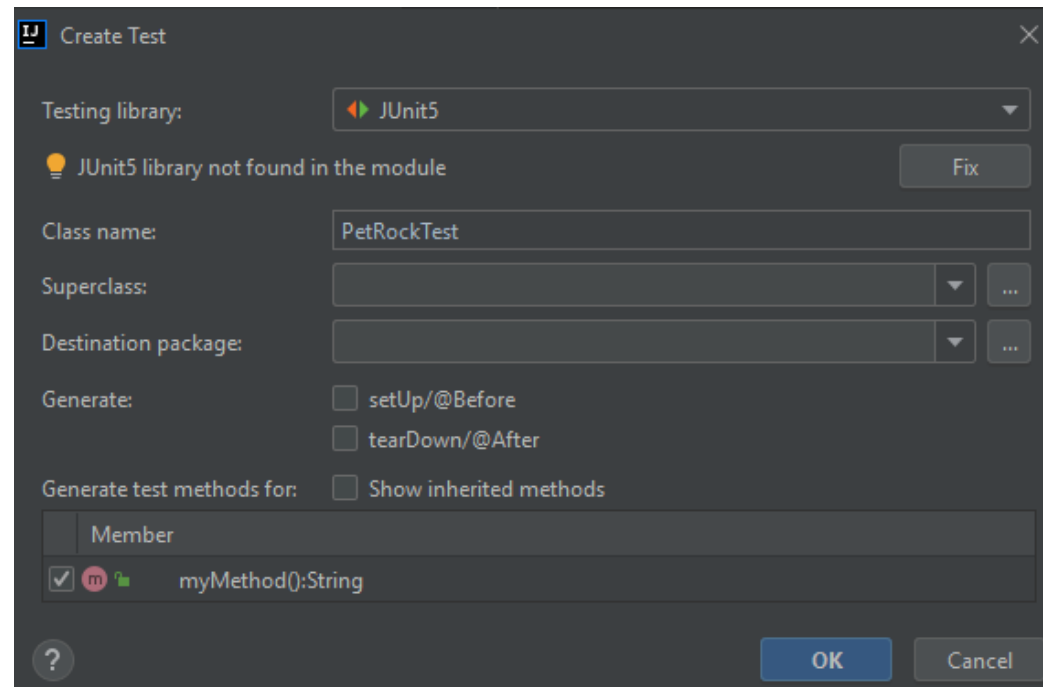 IJ Create Test
Testing library: JUnit5
JUnit5 library not found in the module Fix
Class name: PetRockTest
Superclass: ...
Destination package: ...
Generate: setUp/@Before
tearDown/@After
Generate test methods for: Show inherited methods
Member
m myMethod():String
? OK Cancel